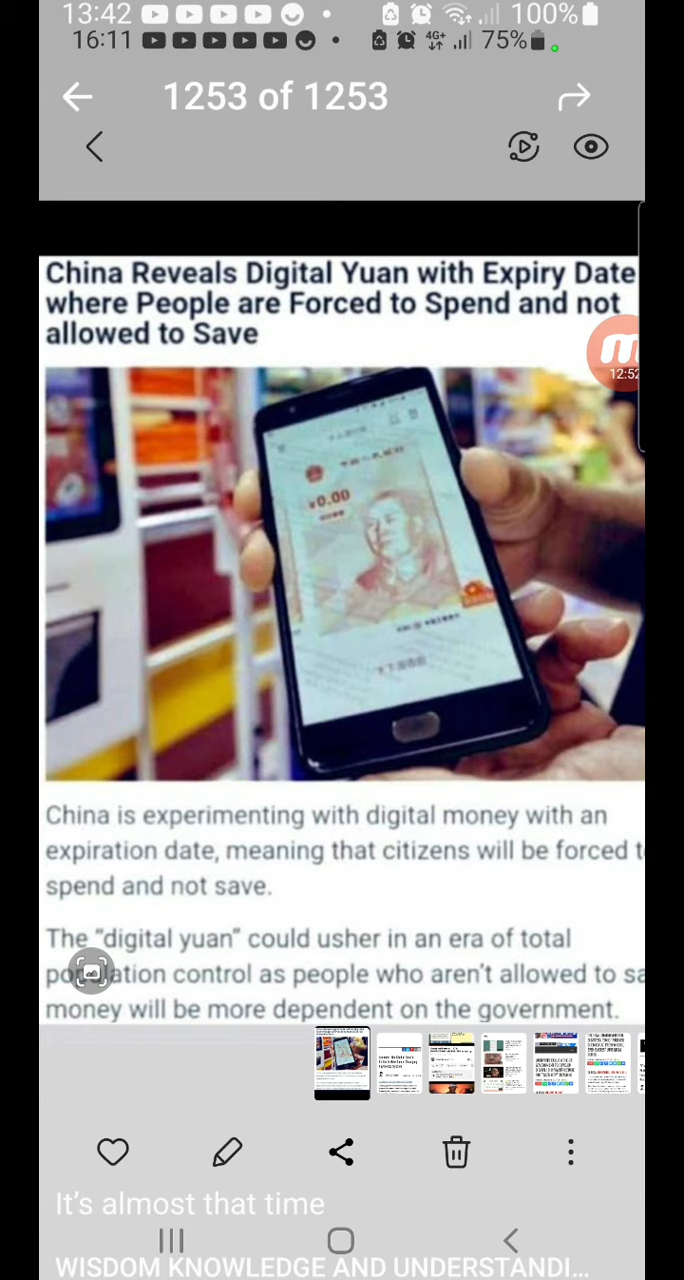 13:42
100%
16:11
4G+
75%
1253 of 1253
China Reveals Digital Yuan with Expiry Date
where People are Forced to Spend and not
allowed to Save
12:52
¥0.00
China is experimenting with digital money with an
expiration date, meaning that citizens will be forced t
spend and not save.
The “digital yuan” could usher in an era of total
population control as people who aren’t allowed to sa
money will be more dependent on the government.
It’s almost that time
WISDOM KNOWLEDGE AND UNDERSTANDI...